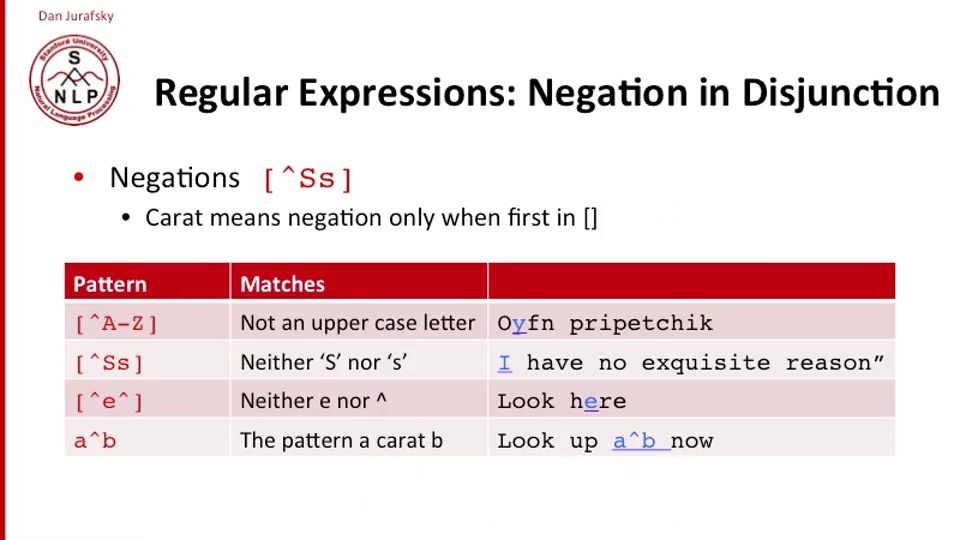 Dan Jurafsky
Stanford University
S
NLP
Natural Language Processing
Regular Expressions: Negation in Disjunction
• Negations [^Ss]
• Carat means negation only when first in []
Pattern Matches
[^A-Z] Not an upper case letter Oyfn pripetchik
[^Ss] Neither ‘S’ nor ‘s’ I have no exquisite reason”
[^e^] Neither e nor ^ Look here
a^b The pattern a carat b Look up a^b now